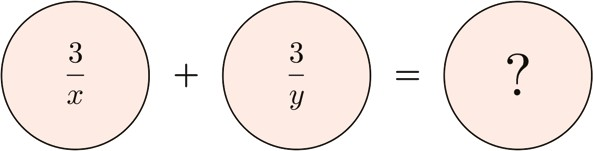 3/x + 3/y = ?